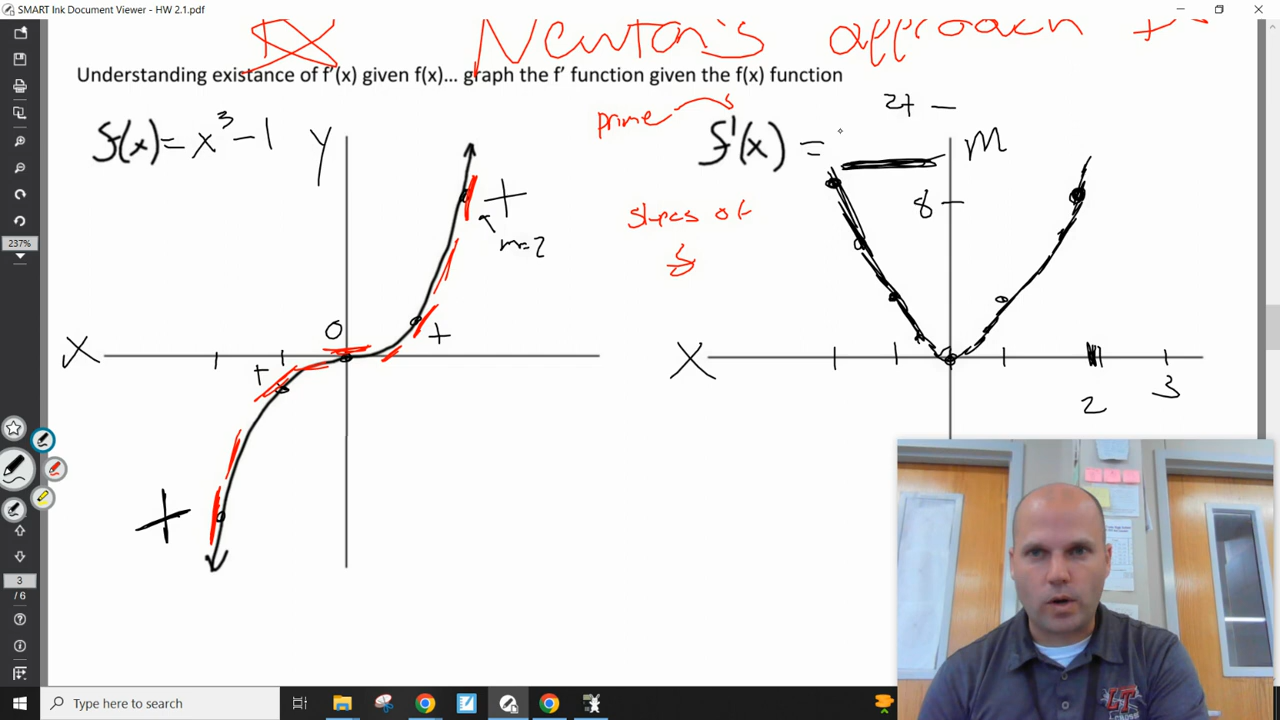 SMART Ink Document Viewer - HW 2.1.pdf
Newton's approach
Understanding existance of f'(x) given f(x)... graph the f' function given the f(x) function
f(x) = x³ - 1
Y
prime
f'(x) =
m
8
slopes of
f
+
m=2
237%
0
+
+
X
X
2
3
+
3
/ 6
LT
Type here to search